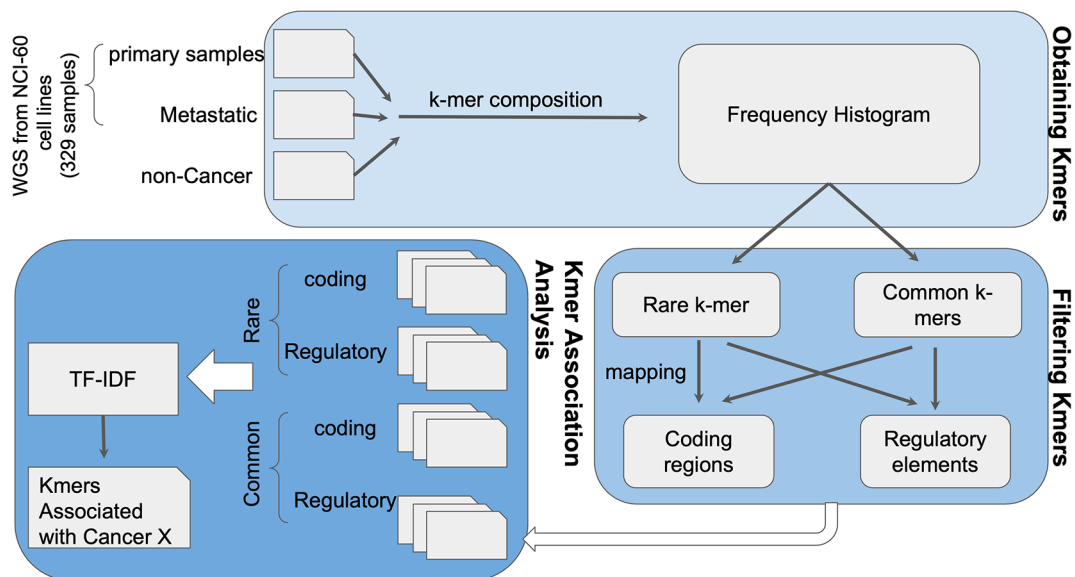 WGS from NCI-60
cell lines
(329 samples)
primary samples
Metastatic
non-Cancer
k-mer composition
Frequency Histogram
Obtaining Kmers
Rare k-mer
Common k-
mers
mapping
Coding
regions
Regulatory
elements
Filtering Kmers
Kmer Association
Analysis
Rare
coding
Regulatory
Common
coding
Regulatory
TF-IDF
Kmers
Associated
with Cancer X